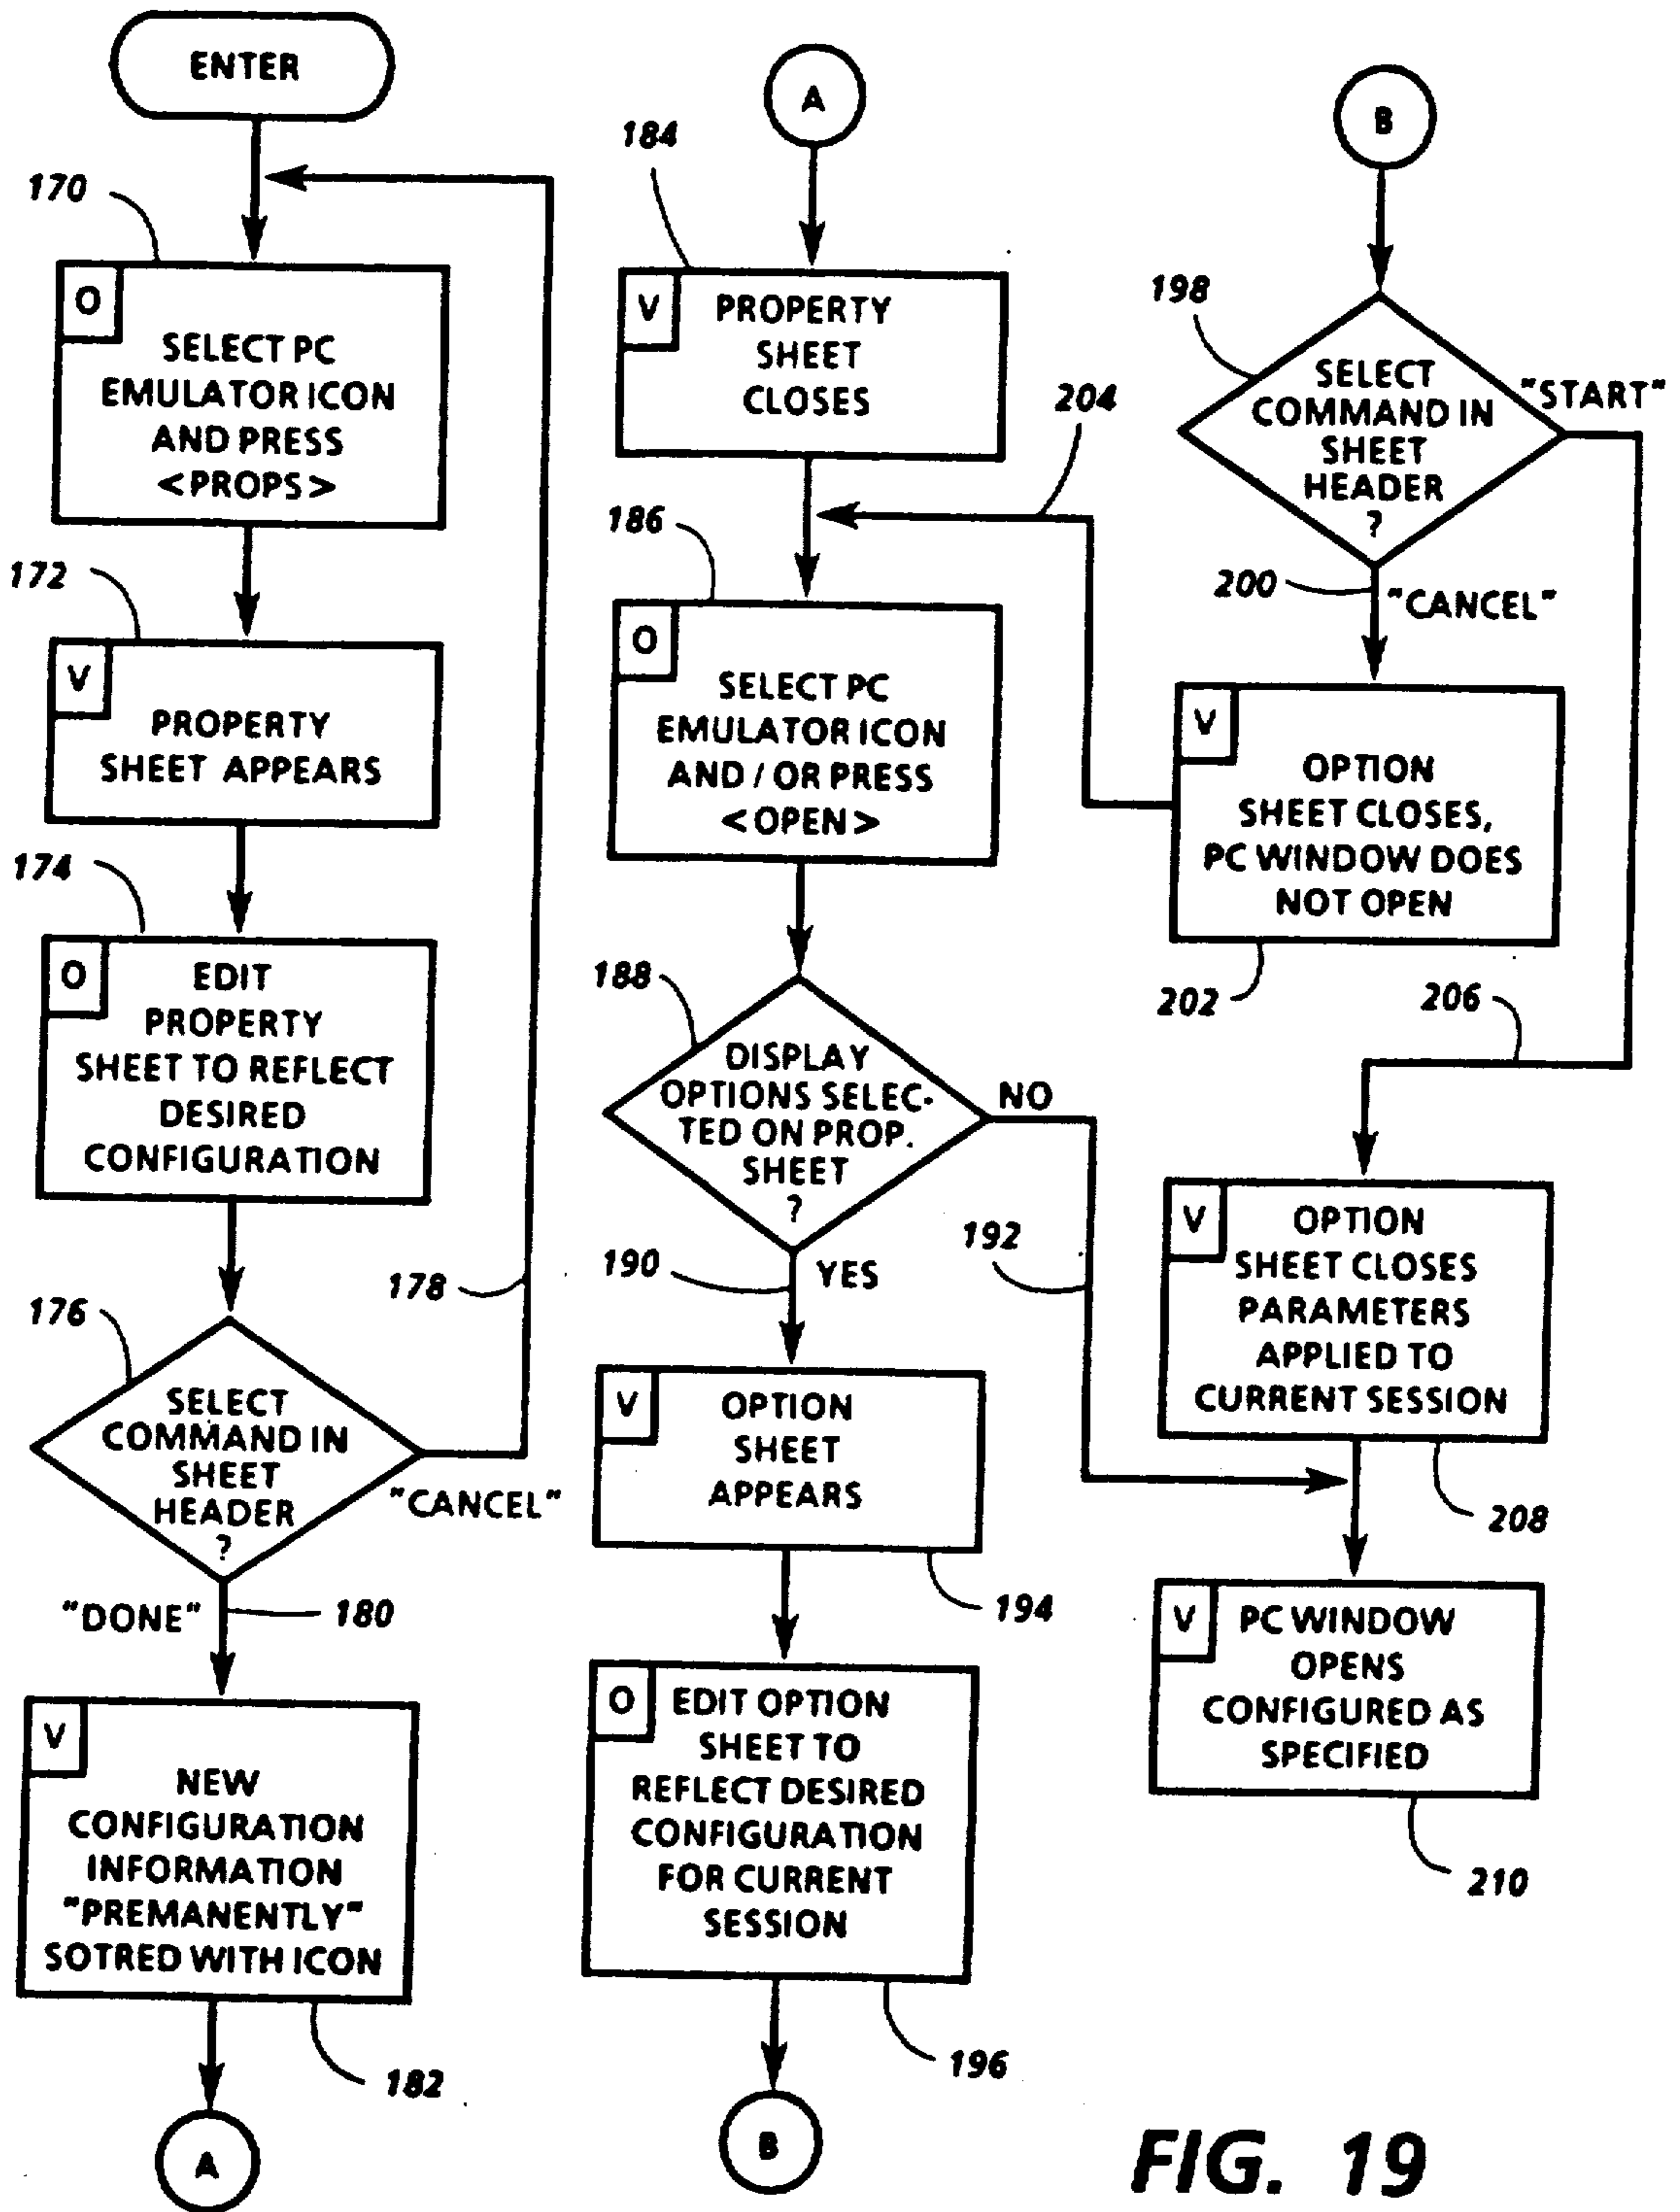 ENTER
170
O
SELECT PC
EMULATOR ICON
AND PRESS
<PROPS>
172
V
PROPERTY
SHEET APPEARS
174
O
EDIT
PROPERTY
SHEET TO REFLECT
DESIRED
CONFIGURATION
176
178
SELECT
COMMAND IN
SHEET
HEADER
?
"CANCEL"
"DONE"
180
V
NEW
CONFIGURATION
INFORMATION
"PREMANENTLY"
SOTRED WITH ICON
182
A
A
184
V
PROPERTY
SHEET
CLOSES
204
186
O
SELECT PC
EMULATOR ICON
AND / OR PRESS
<OPEN>
188
DISPLAY
OPTIONS SELEC-
TED ON PROP.
SHEET
?
NO
190
YES
192
V
OPTION
SHEET
APPEARS
194
O
EDIT OPTION
SHEET TO
REFLECT DESIRED
CONFIGURATION
FOR CURRENT
SESSION
196
B
B
198
SELECT
COMMAND IN
SHEET
HEADER
?
"START"
200
"CANCEL"
V
OPTION
SHEET CLOSES,
PC WINDOW DOES
NOT OPEN
202
206
V
OPTION
SHEET CLOSES
PARAMETERS
APPLIED TO
CURRENT SESSION
208
V
PC WINDOW
OPENS
CONFIGURED AS
SPECIFIED
210
FIG. 19